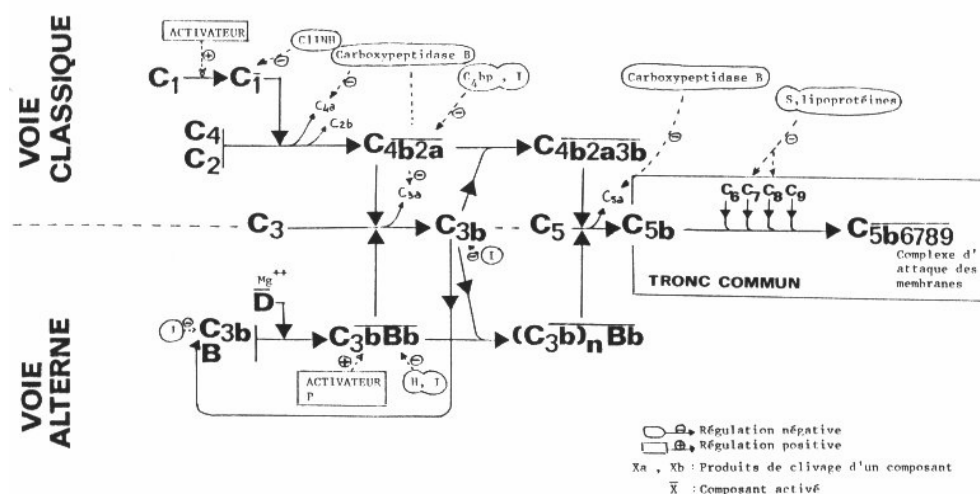 VOIE CLASSIQUE
ACTIVATEUR
⊕
C1
C1̅
C1INH
⊖
Carboxypeptidase B
⊖
C4bp, I
⊖
C4
C2
C4a
C2b
C4b2a
⊖
C3a
C4b2a3b
Carboxypeptidase B
⊖
C5a
S, lipoprotéines
⊖
C6 C7 C8 C9
C3
C3b
⊖ I
C5
C5b
C5b6789
Complexe d'
attaque des
membranes
TRONC COMMUN
VOIE ALTERNE
Mg++
D̅
I ⊖
C3b
B
C3bBb
(C3b)nBb
⊕
ACTIVATEUR
P
⊖
H, I
⊖ Régulation négative
⊕ Régulation positive
Xa , Xb : Produits de clivage d'un composant
X̅ : Composant activé